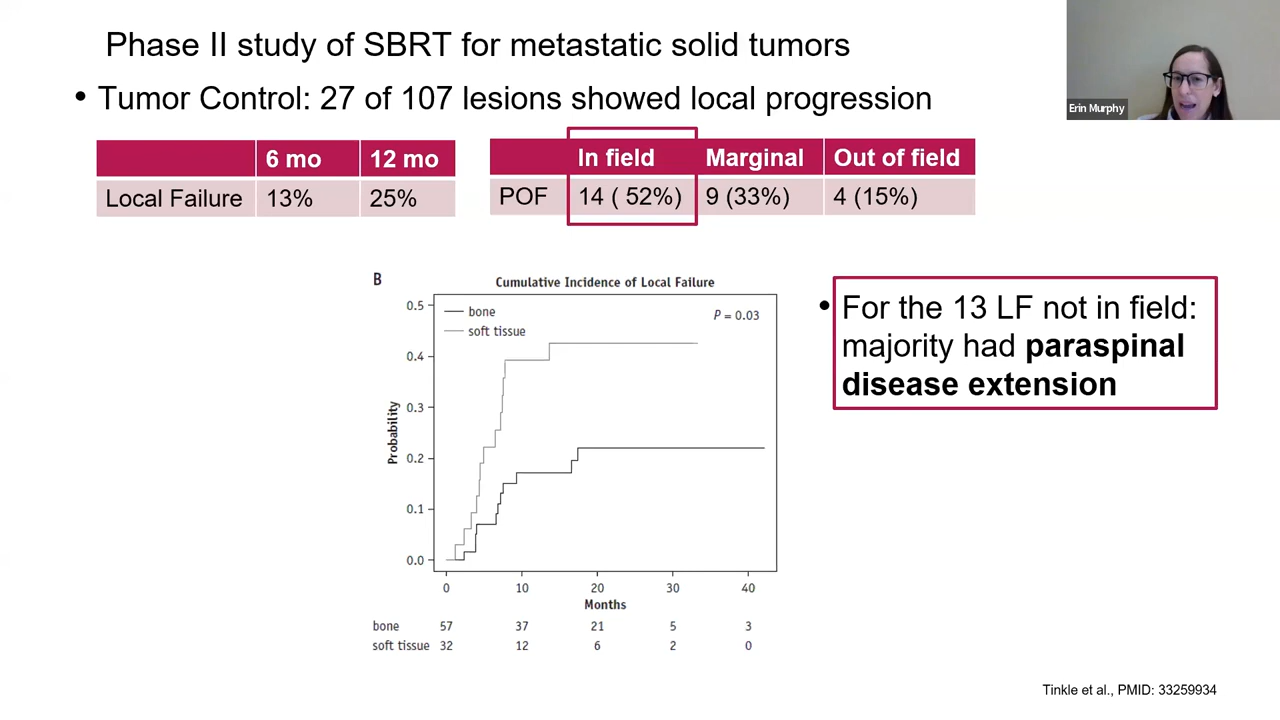 Phase II study of SBRT for metastatic solid tumors
Erin Murphy
• Tumor Control: 27 of 107 lesions showed local progression
6 mo 12 mo
Local Failure 13% 25%
In field Marginal Out of field
POF 14 ( 52%) 9 (33%) 4 (15%)
B
Cumulative Incidence of Local Failure
bone
soft tissue
P = 0.03
0.5
0.4
0.3
0.2
0.1
0.0
Probability
0 10 20 30 40
Months
bone 57 37 21 5 3
soft tissue 32 12 6 2 0
• For the 13 LF not in field:
majority had paraspinal
disease extension
Tinkle et al., PMID: 33259934